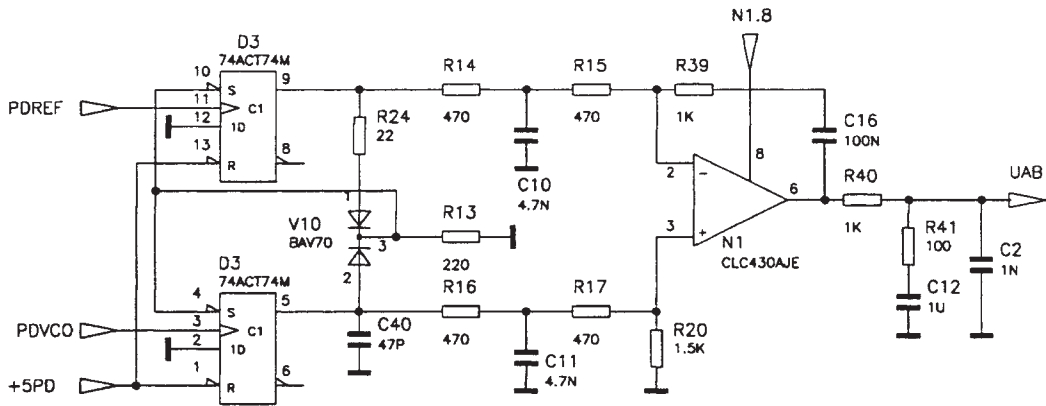 N1.8
D3
74ACT74M
R14
R15
R39
10
S
9
PDREF
11
C1
470
470
1K
12
1D
R24
22
C16
100N
13
R
8
C10
4.7N
2
–
8
6
R40
UAB
1
V10
BAV70
3
R13
3
+
N1
CLC430AJE
1K
R41
100
C2
1N
2
220
D3
74ACT74M
4
S
5
R16
R17
C12
1U
PDVCO
3
C1
C40
47P
470
470
R20
1.5K
2
1D
C11
4.7N
+5PD
1
R
6